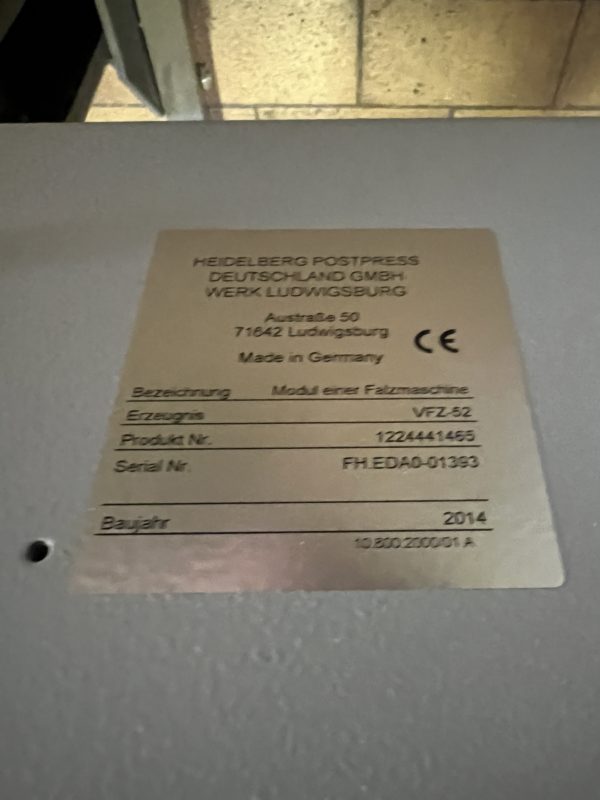 HEIDELBERG POSTPRESS
DEUTSCHLAND GMBH
WERK LUDWIGSBURG
Austraße 50
71642 Ludwigsburg
CE
Made in Germany
Bezeichnung Modul einer Falzmaschine
Erzeugnis VFZ-52
Produkt Nr. 1224441465
Serial Nr. FH.EDA0-01393
Baujahr 2014
10.800.2000/01 A